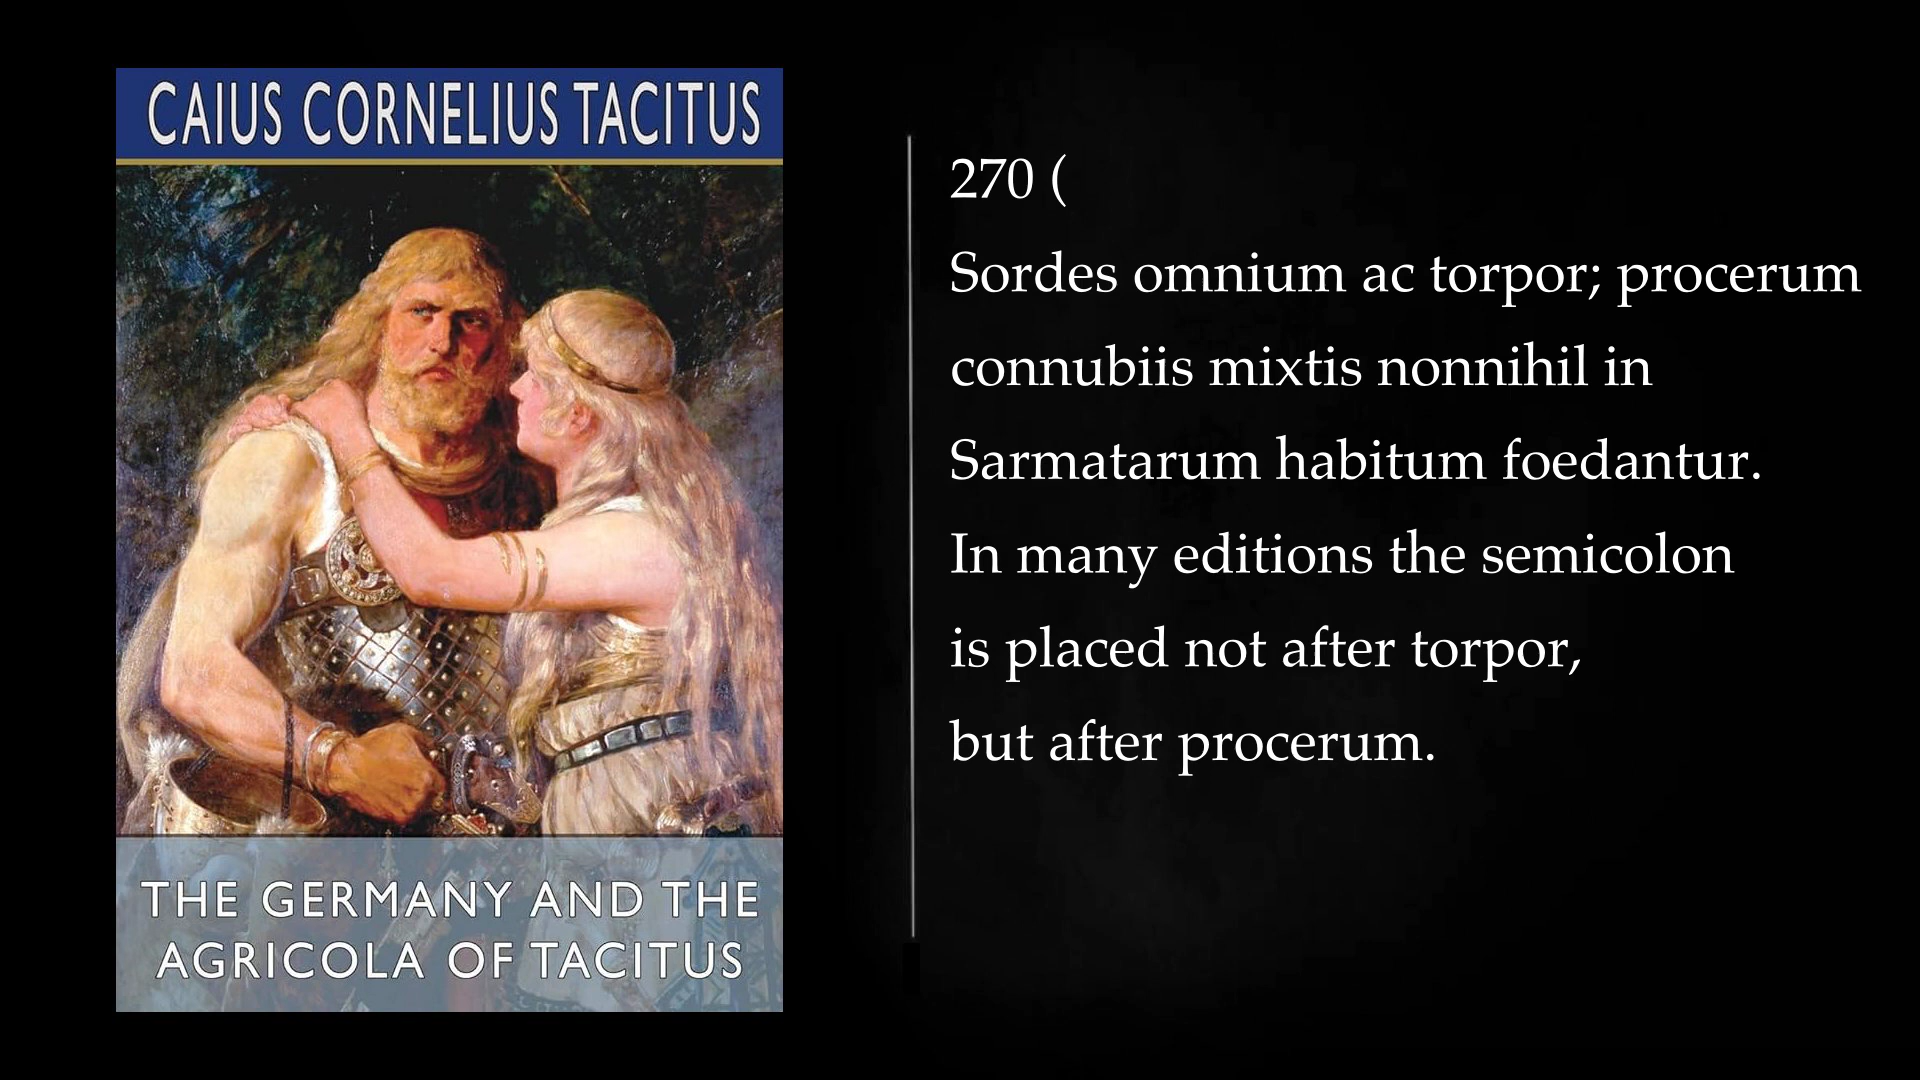 CAIUS CORNELIUS TACITUS
THE GERMANY AND THE
AGRICOLA OF TACITUS
270 (
Sordes omnium ac torpor; procerum
connubiis mixtis nonnihil in
Sarmatarum habitum foedantur.
In many editions the semicolon
is placed not after torpor,
but after procerum.